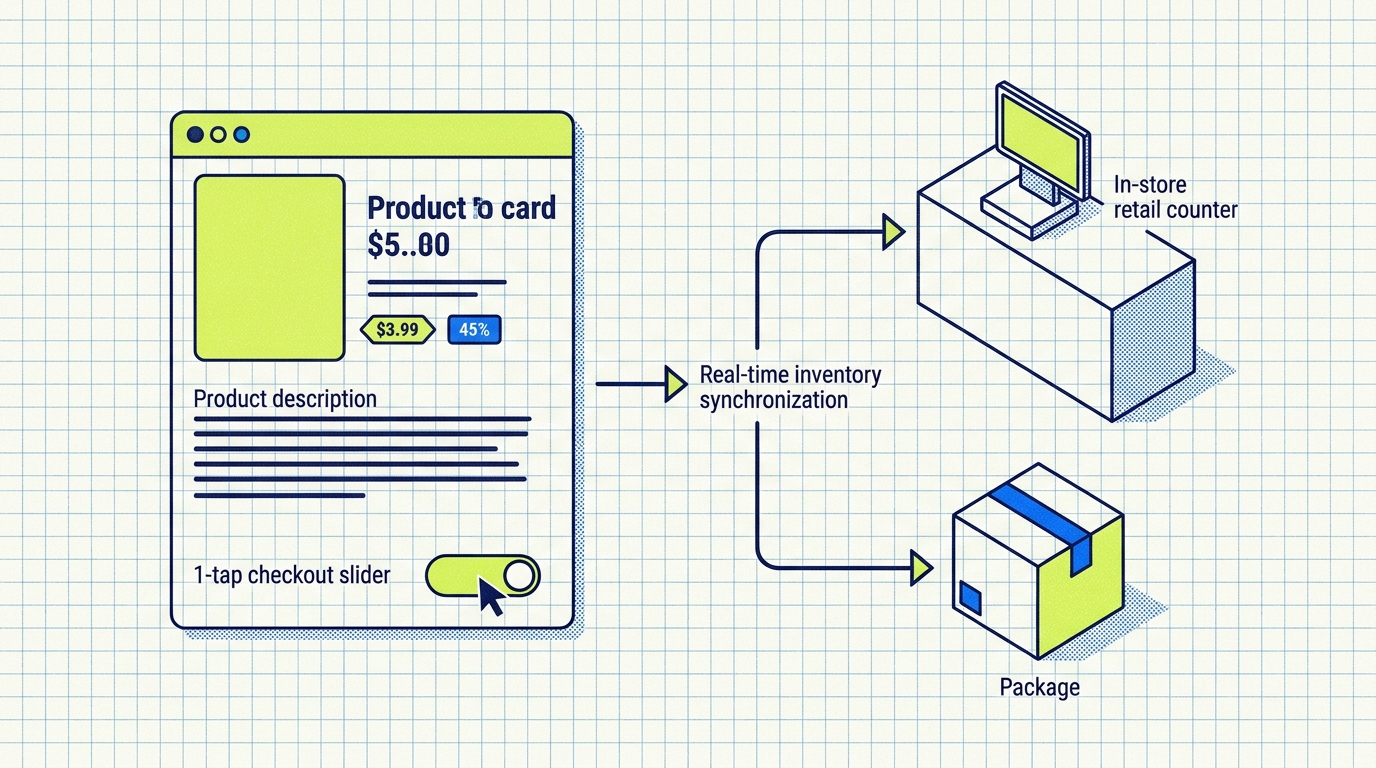 Product card
$5..80
$3.99
45%
Product description
1-tap checkout slider
Real-time inventory
synchronization
In-store
retail counter
Package